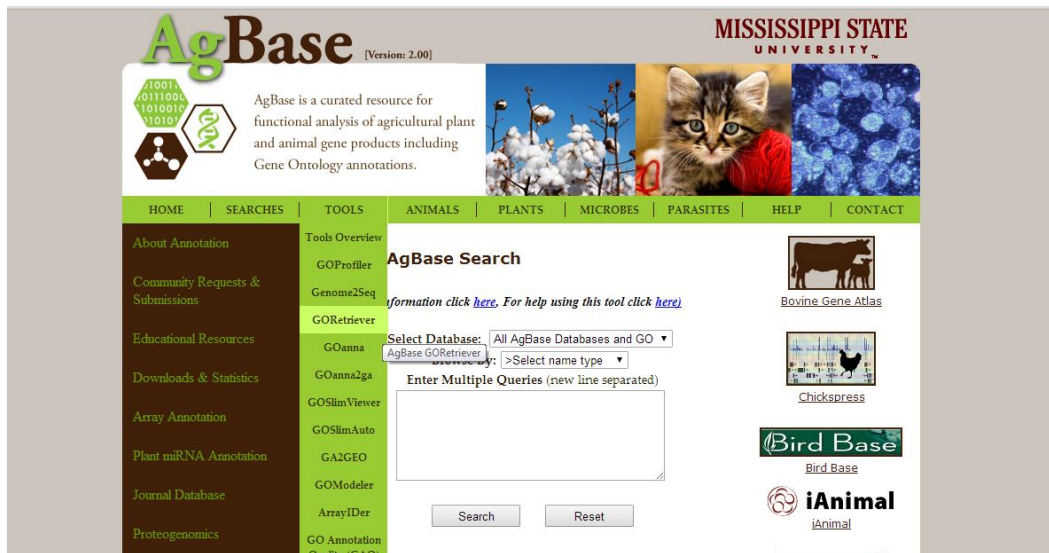 AgBase [Version: 2.00]
MISSISSIPPI STATE
UNIVERSITY™
AgBase is a curated resource for
functional analysis of agricultural plant
and animal gene products including
Gene Ontology annotations.
HOME | SEARCHES | TOOLS | ANIMALS | PLANTS | MICROBES | PARASITES | HELP | CONTACT
About Annotation
Community Requests &
Submissions
Educational Resources
Downloads & Statistics
Array Annotation
Plant miRNA Annotation
Journal Database
Proteogenomics
Tools Overview
GOProfiler
Genome2Seq
GORetriever
GOanna
GOanna2ga
GOSlimViewer
GOSlimAuto
GA2GEO
GOModeler
ArrayIDer
GO Annotation
AgBase GORetriever
AgBase Search
formation click here, For help using this tool click here)
Select Database: All AgBase Databases and GO
By: >Select name type
Enter Multiple Queries (new line separated)
Search Reset
Bovine Gene Atlas
Chickspress
Bird Base
Bird Base
iAnimal
iAnimal